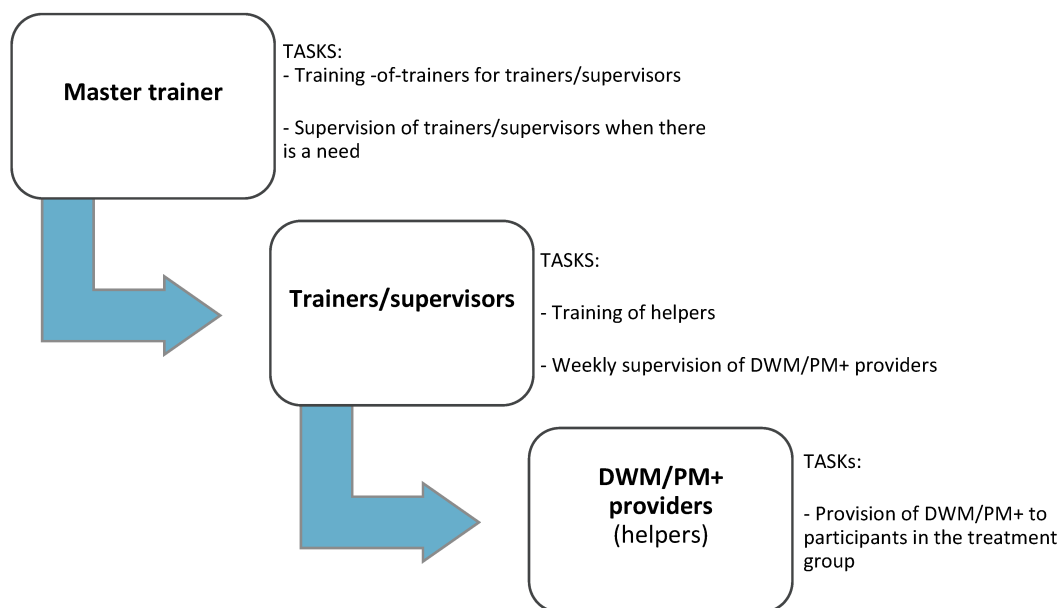 Master trainer
TASKS:
- Training -of-trainers for trainers/supervisors
- Supervision of trainers/supervisors when there
is a need
Trainers/supervisors
TASKS:
- Training of helpers
- Weekly supervision of DWM/PM+ providers
DWM/PM+
providers
(helpers)
TASKs:
- Provision of DWM/PM+ to
participants in the treatment
group